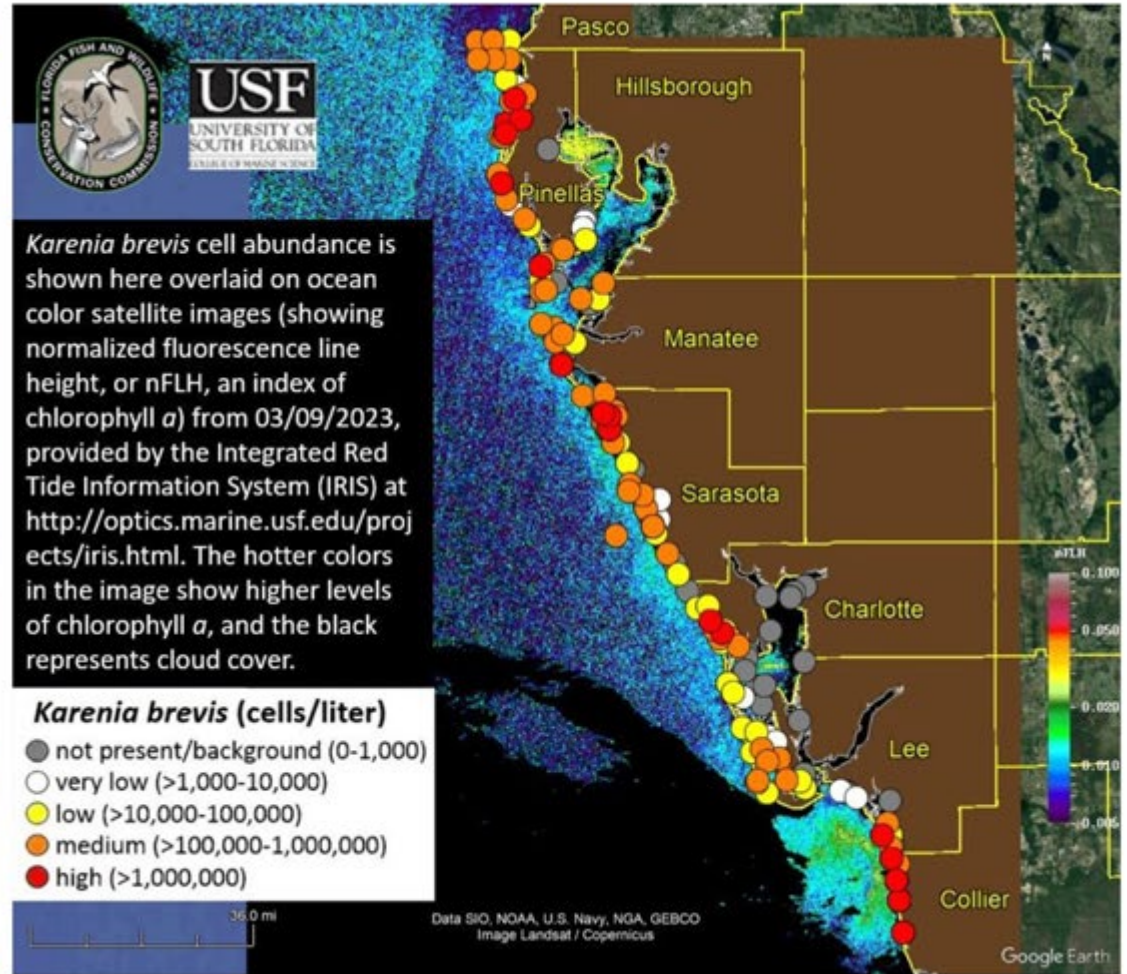 Pasco
FLORIDA FISH AND WILDLIFE
CONSERVATION COMMISSION
USF
UNIVERSITY OF
SOUTH FLORIDA
COLLEGE OF MARINE SCIENCE
N
Hillsborough
Pinellas
Karenia brevis cell abundance is
shown here overlaid on ocean
color satellite images (showing
normalized fluorescence line
height, or nFLH, an index of
chlorophyll a) from 03/09/2023,
provided by the Integrated Red
Tide Information System (IRIS) at
http://optics.marine.usf.edu/proj
ects/iris.html. The hotter colors
in the image show higher levels
of chlorophyll a, and the black
represents cloud cover.
Manatee
Sarasota
Charlotte
Lee
Collier
nFLH
0.100
0.050
0.020
0.010
0.005
Karenia brevis (cells/liter)
not present/background (0-1,000)
very low (>1,000-10,000)
low (>10,000-100,000)
medium (>100,000-1,000,000)
high (>1,000,000)
36.0 mi
Data SIO, NOAA, U.S. Navy, NGA, GEBCO
Image Landsat / Copernicus
Google Earth